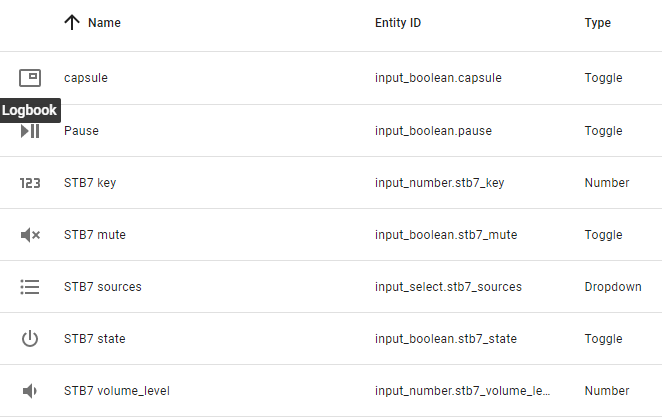 Name Entity ID Type
capsule input_boolean.capsule Toggle
Logbook
Pause input_boolean.pause Toggle
123 STB7 key input_number.stb7_key Number
STB7 mute input_boolean.stb7_mute Toggle
STB7 sources input_select.stb7_sources Dropdown
STB7 state input_boolean.stb7_state Toggle
STB7 volume_level input_number.stb7_volume_le... Number